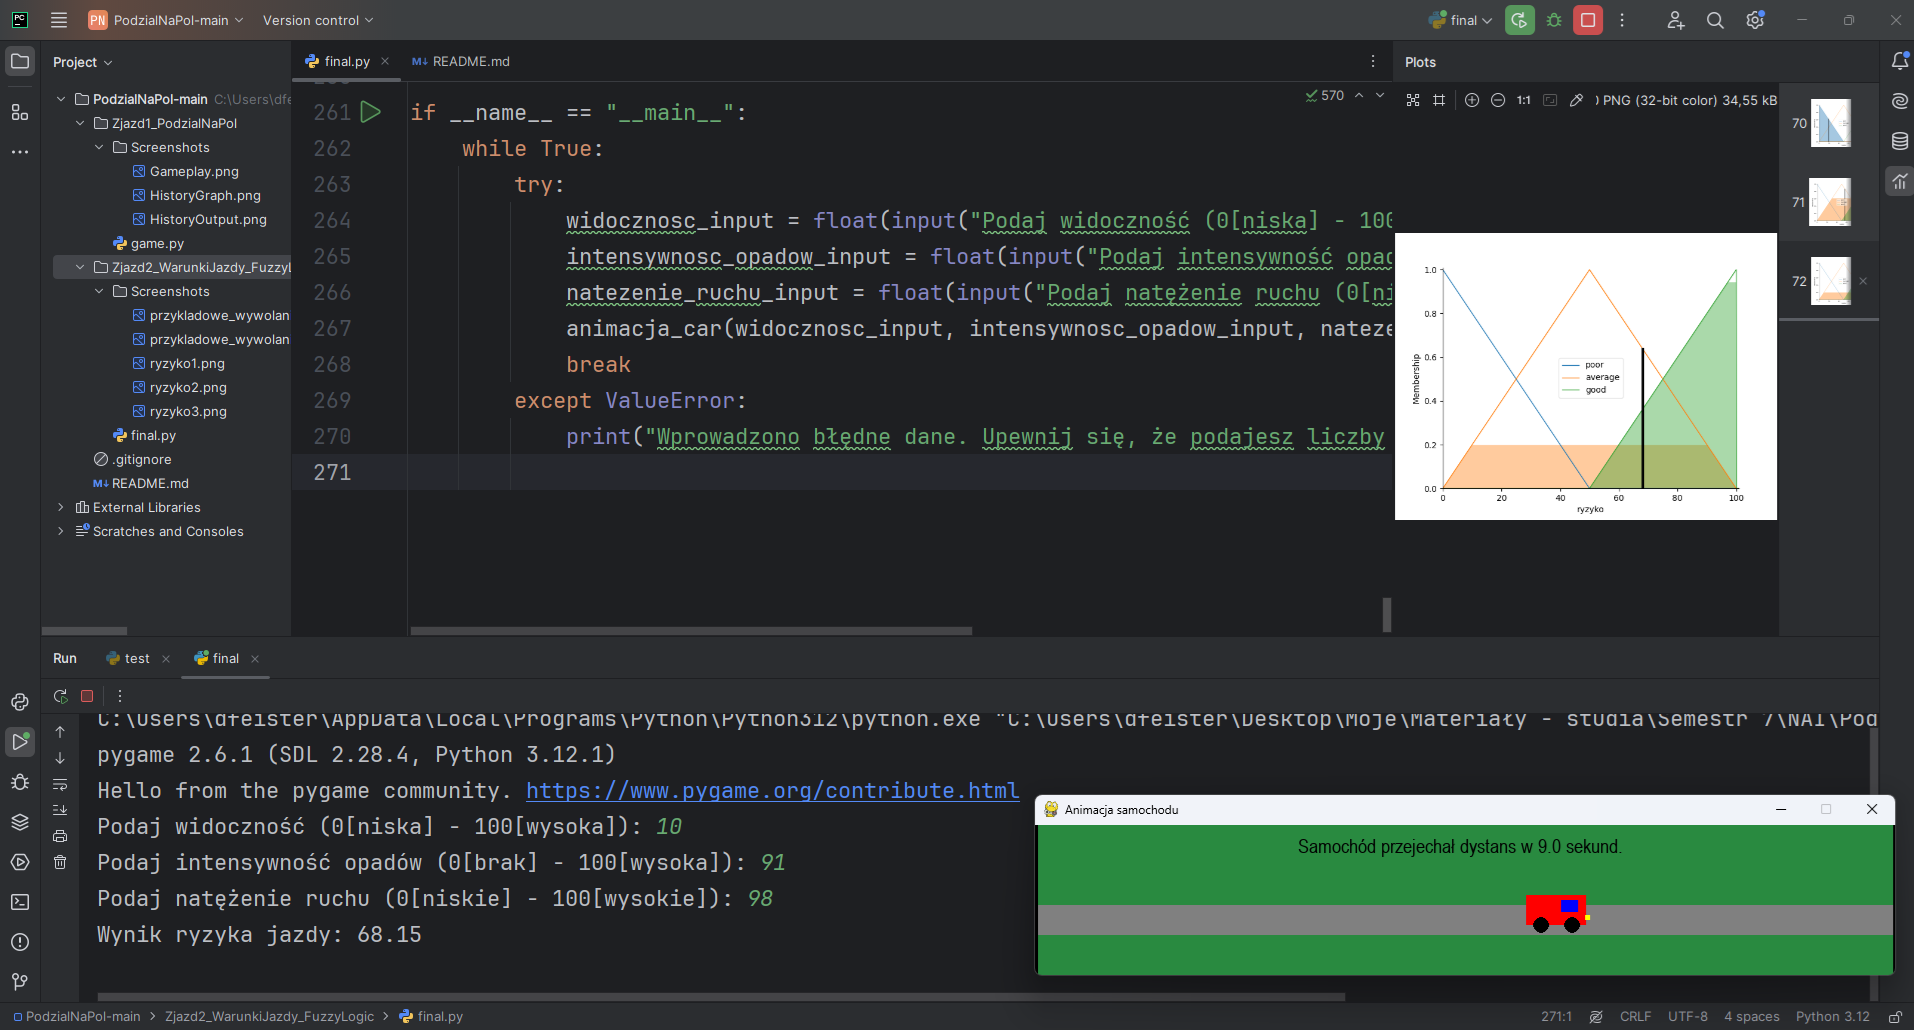 PC
PN PodzialNaPol-main Version control final
Project
final.py README.md
Plots
PodzialNaPol-main C:\Users\dfe
Zjazd1_PodzialNaPol
Screenshots
Gameplay.png
HistoryGraph.png
HistoryOutput.png
game.py
Zjazd2_WarunkiJazdy_FuzzyL
Screenshots
przykladowe_wywolan
przykladowe_wywolan
ryzyko1.png
ryzyko2.png
ryzyko3.png
final.py
.gitignore
M↓ README.md
External Libraries
Scratches and Consoles
570
261 if __name__ == "__main__":
262 while True:
263 try:
264 widocznosc_input = float(input("Podaj widoczność (0[niska] - 100
265 intensywnosc_opadow_input = float(input("Podaj intensywność opad
266 natezenie_ruchu_input = float(input("Podaj natężenie ruchu (0[ni
267 animacja_car(widocznosc_input, intensywnosc_opadow_input, nateze
268 break
269 except ValueError:
270 print("Wprowadzono błędne dane. Upewnij się, że podajesz liczby
271
1:1 ) PNG (32-bit color) 34,55 kB
70
71
72
1.0
0.8
0.6
0.4
0.2
0.0
Membership
poor
average
good
0 20 40 60 80 100
ryzyko
Run test final
C:\Users\dfeister\AppData\Local\Programs\Python\Python312\python.exe "C:\Users\dfeister\Desktop\Moje\Materiały - studia\Semestr 7\NAI\Pod
pygame 2.6.1 (SDL 2.28.4, Python 3.12.1)
Hello from the pygame community. https://www.pygame.org/contribute.html
Podaj widoczność (0[niska] - 100[wysoka]): 10
Podaj intensywność opadów (0[brak] - 100[wysoka]): 91
Podaj natężenie ruchu (0[niskie] - 100[wysokie]): 98
Wynik ryzyka jazdy: 68.15
Animacja samochodu
Samochód przejechał dystans w 9.0 sekund.
PodzialNaPol-main > Zjazd2_WarunkiJazdy_FuzzyLogic > final.py
271:1 CRLF UTF-8 4 spaces Python 3.12